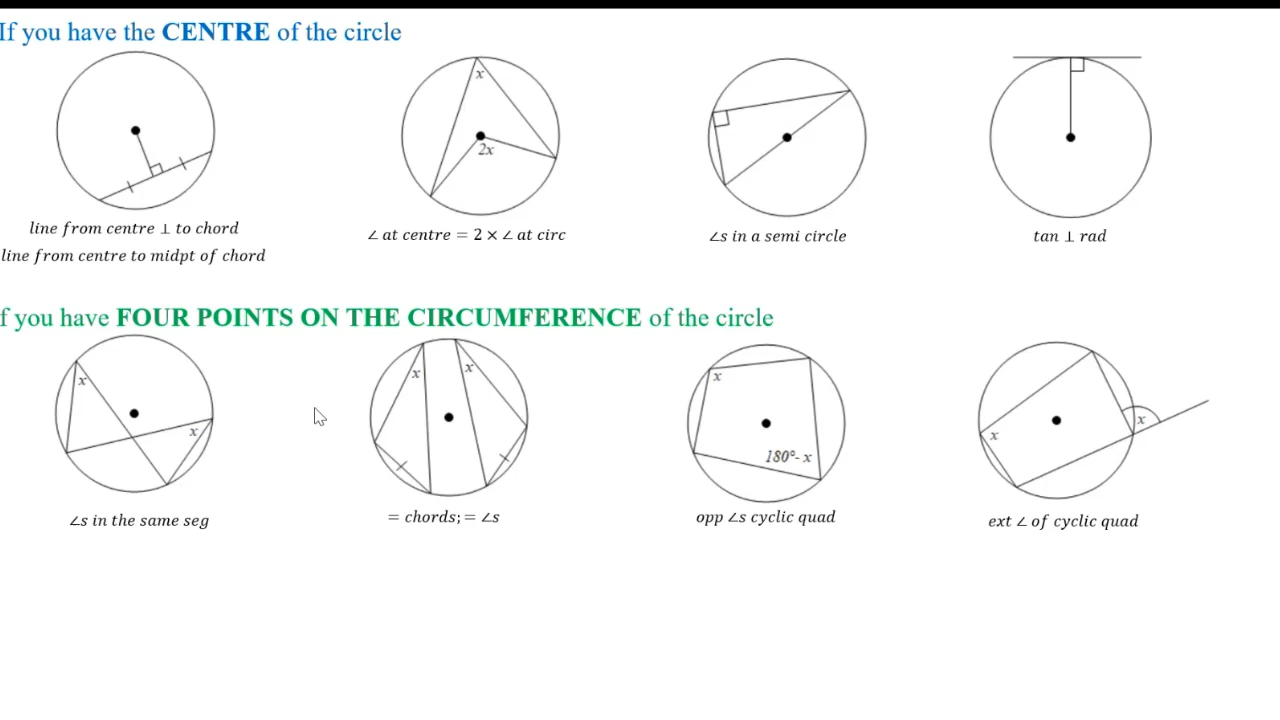 If you have the CENTRE of the circle
x
2x
line from centre ⊥ to chord
line from centre to midpt of chord
∠ at centre = 2 × ∠ at circ
∠s in a semi circle
tan ⊥ rad
f you have FOUR POINTS ON THE CIRCUMFERENCE of the circle
x
x
x
x
x
180°- x
x
x
∠s in the same seg
= chords; = ∠s
opp ∠s cyclic quad
ext ∠ of cyclic quad